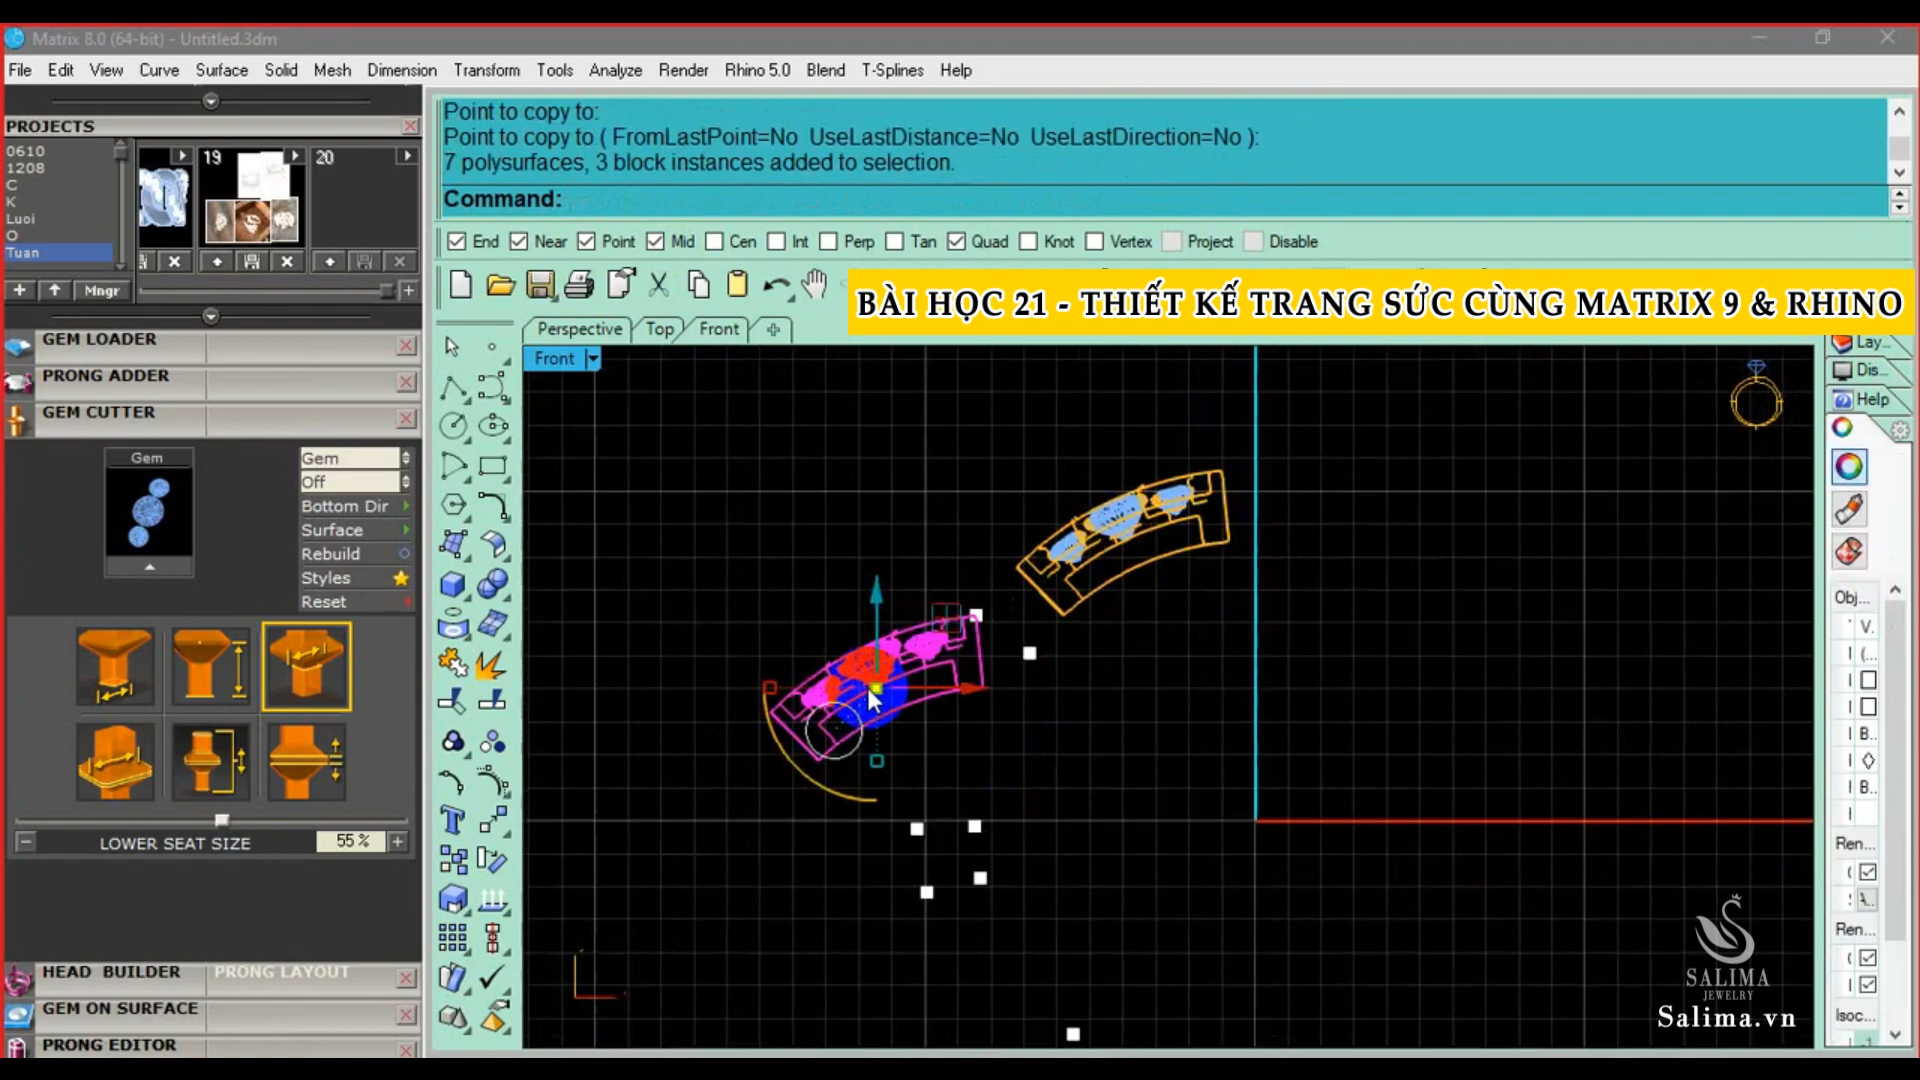 Matrix 8.0 (64-bit) - Untitled.3dm
File Edit View Curve Surface Solid Mesh Dimension Transform Tools Analyze Render Rhino 5.0 Blend T-Splines Help
Point to copy to:
Point to copy to ( FromLastPoint=No UseLastDistance=No UseLastDirection=No ):
7 polysurfaces, 3 block instances added to selection.
Command:
PROJECTS
0610
1208
C
K
Luoi
O
Tuan
19
20
Mngr
End Near Point Mid Cen Int Perp Tan Quad Knot Vertex Project Disable
BÀI HỌC 21 - THIẾT KẾ TRANG SỨC CÙNG MATRIX 9 & RHINO
Perspective Top Front
Front
GEM LOADER
PRONG ADDER
GEM CUTTER
Gem
Gem
Off
Bottom Dir
Surface
Rebuild
Styles
Reset
LOWER SEAT SIZE 55 %
HEAD BUILDER PRONG LAYOUT
GEM ON SURFACE
PRONG EDITOR
Lay...
Dis...
Help
Obj...
V.
(...
B..
B..
Ren...
Ren...
Isoc...
SALIMA
JEWELRY
Salima.vn